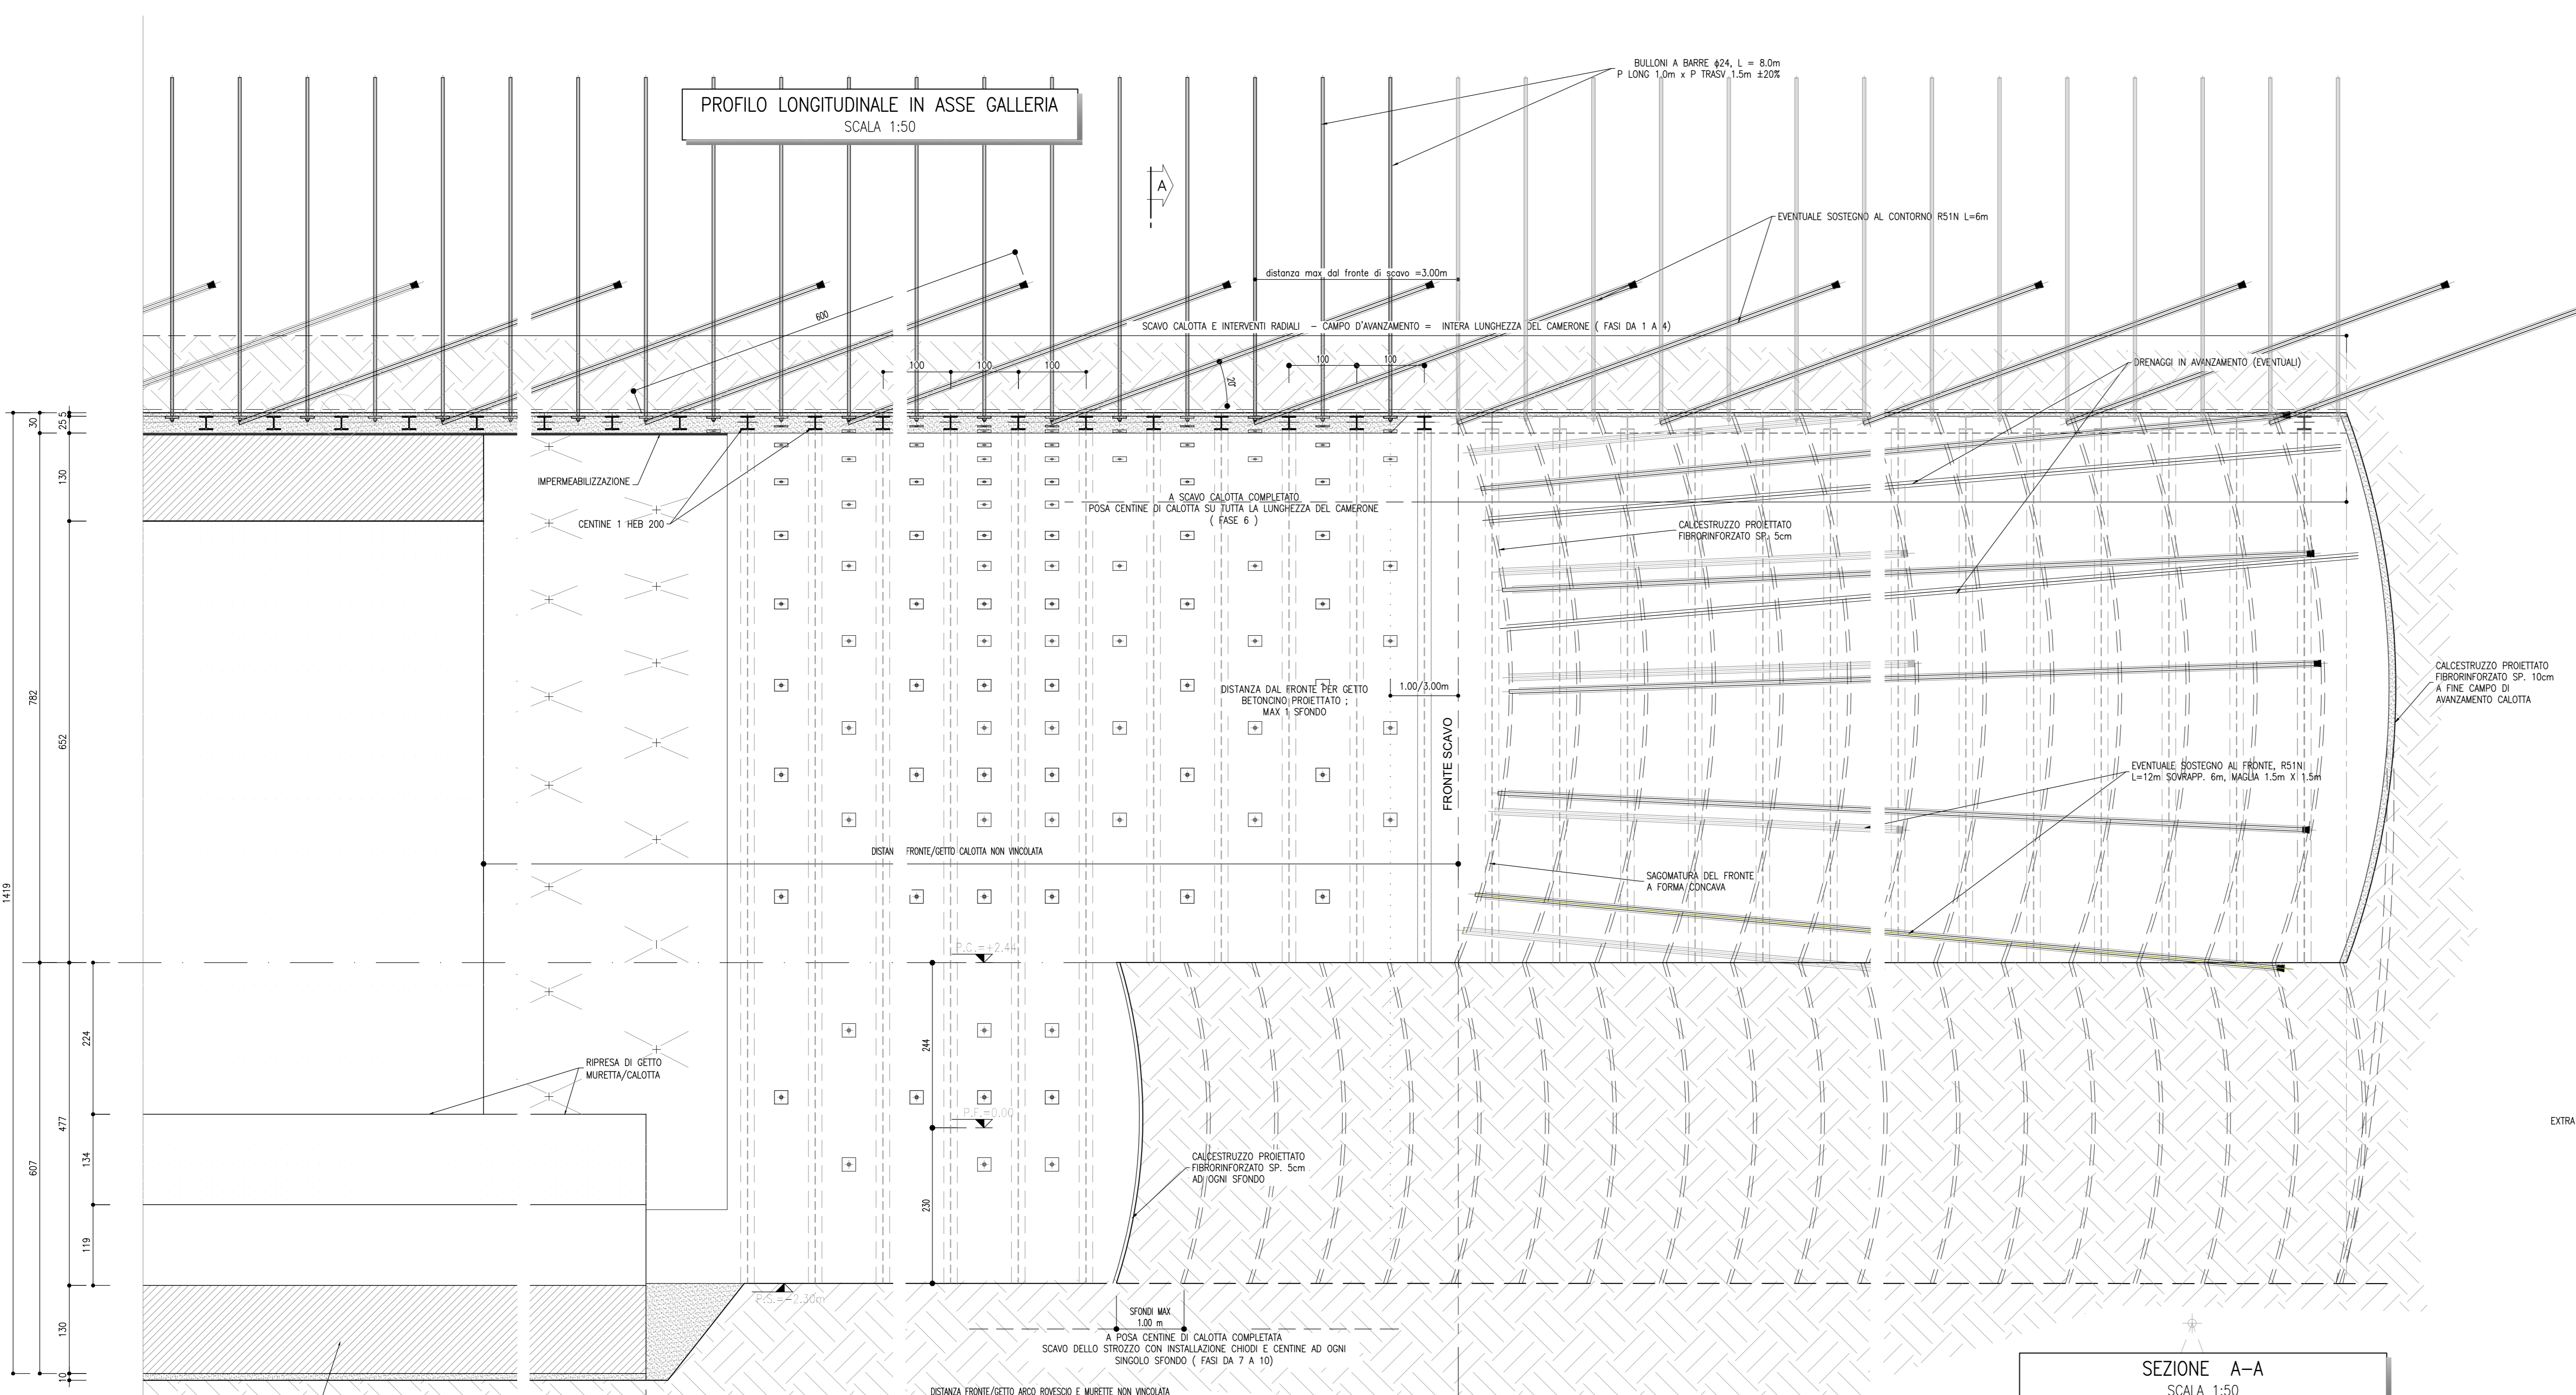 BULLONI A BARRE ϕ24, L = 8.0m
P LONG 1.0m x P TRASV 1.5m ±20%
PROFILO LONGITUDINALE IN ASSE GALLERIA
SCALA 1:50
A
EVENTUALE SOSTEGNO AL CONTORNO R51N L=6m
distanza max dal fronte di scavo =3.00m
600
SCAVO CALOTTA E INTERVENTI RADIALI – CAMPO D'AVANZAMENTO = INTERA LUNGHEZZA DEL CAMERONE ( FASI DA 1 A 4)
100
100
100
100
100
20°
DRENAGGI IN AVANZAMENTO (EVENTUALI)
30
25
5
130
IMPERMEABILIZZAZIONE
CENTINE 1 HEB 200
A SCAVO CALOTTA COMPLETATO
POSA CENTINE DI CALOTTA SU TUTTA LA LUNGHEZZA DEL CAMERONE
( FASE 6 )
CALCESTRUZZO PROIETTATO
FIBRORINFORZATO SP. 5cm
782
652
DISTANZA DAL FRONTE PER GETTO
BETONCINO PROIETTATO ;
MAX 1 SFONDO
1.00/3.00m
FRONTE SCAVO
CALCESTRUZZO PROIETTATO
FIBRORINFORZATO SP. 10cm
A FINE CAMPO DI
AVANZAMENTO CALOTTA
EVENTUALE SOSTEGNO AL FRONTE, R51N
L=12m SOVRAPP. 6m, MAGLIA 1.5m X 1.5m
DISTAN FRONTE/GETTO CALOTTA NON VINCOLATA
SAGOMATURA DEL FRONTE
A FORMA CONCAVA
1419
P.C.=+2.44
224
244
RIPRESA DI GETTO
MURETTA/CALOTTA
P.F.=0.00
477
134
607
EXTRA
CALCESTRUZZO PROIETTATO
FIBRORINFORZATO SP. 5cm
AD OGNI SFONDO
230
119
P.S.=-2.30m
SFONDI MAX
1.00 m
130
A POSA CENTINE DI CALOTTA COMPLETATA
SCAVO DELLO STROZZO CON INSTALLAZIONE CHIODI E CENTINE AD OGNI
SINGOLO SFONDO ( FASI DA 7 A 10)
10
DISTANZA FRONTE/GETTO ARCO ROVESCIO E MURETTE NON VINCOLATA
SEZIONE A-A
SCALA 1:50